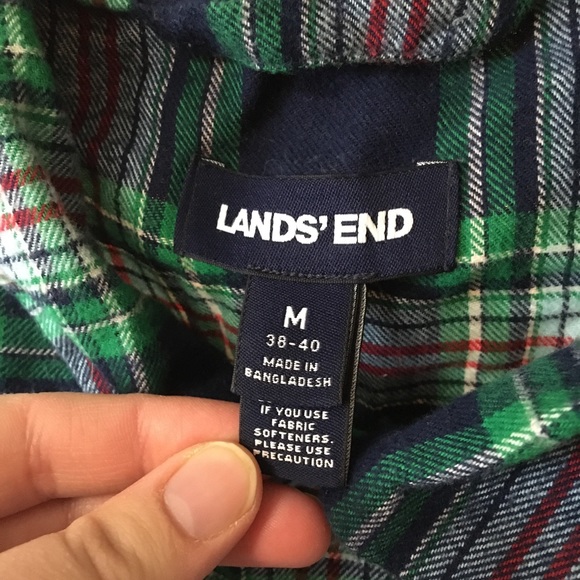 LANDS' END
M
38-40
MADE IN
BANGLADESH
IF YOU USE
FABRIC
SOFTENERS.
PLEASE USE
PRECAUTION